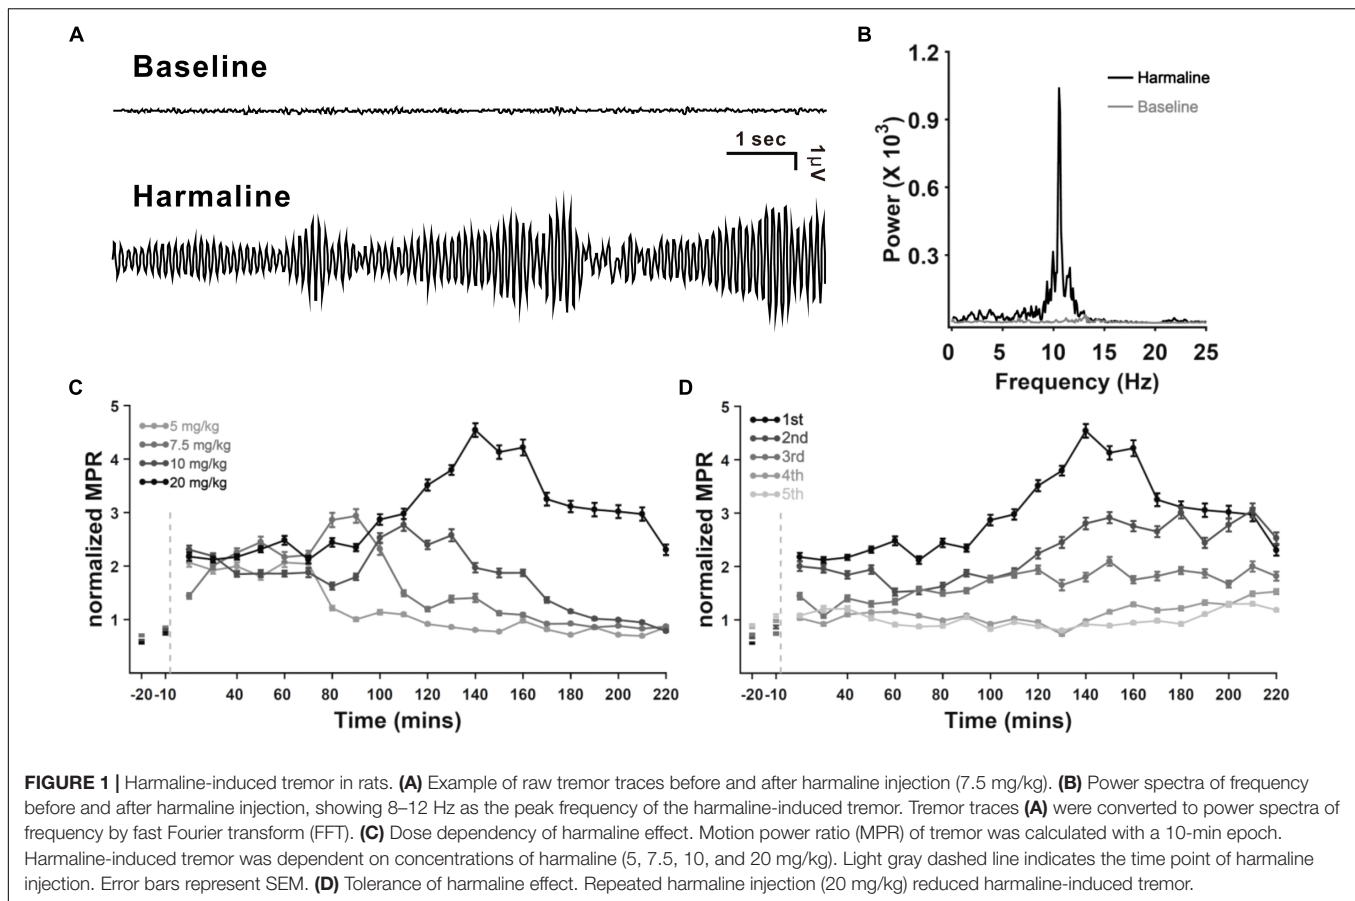 A
Baseline
1 sec
1μV
Harmaline
B
1.2
0.9
0.6
0.3
Power (X 10³)
Harmaline
Baseline
0 5 10 15 20 25
Frequency (Hz)
C
5
4
3
2
1
normalized MPR
5 mg/kg
7.5 mg/kg
10 mg/kg
20 mg/kg
-20 -10 40 60 80 100 120 140 160 180 200 220
Time (mins)
D
5
4
3
2
1
normalized MPR
1st
2nd
3rd
4th
5th
-20 -10 40 60 80 100 120 140 160 180 200 220
Time (mins)
FIGURE 1 | Harmaline-induced tremor in rats. (A) Example of raw tremor traces before and after harmaline injection (7.5 mg/kg). (B) Power spectra of frequency
before and after harmaline injection, showing 8–12 Hz as the peak frequency of the harmaline-induced tremor. Tremor traces (A) were converted to power spectra of
frequency by fast Fourier transform (FFT). (C) Dose dependency of harmaline effect. Motion power ratio (MPR) of tremor was calculated with a 10-min epoch.
Harmaline-induced tremor was dependent on concentrations of harmaline (5, 7.5, 10, and 20 mg/kg). Light gray dashed line indicates the time point of harmaline
injection. Error bars represent SEM. (D) Tolerance of harmaline effect. Repeated harmaline injection (20 mg/kg) reduced harmaline-induced tremor.